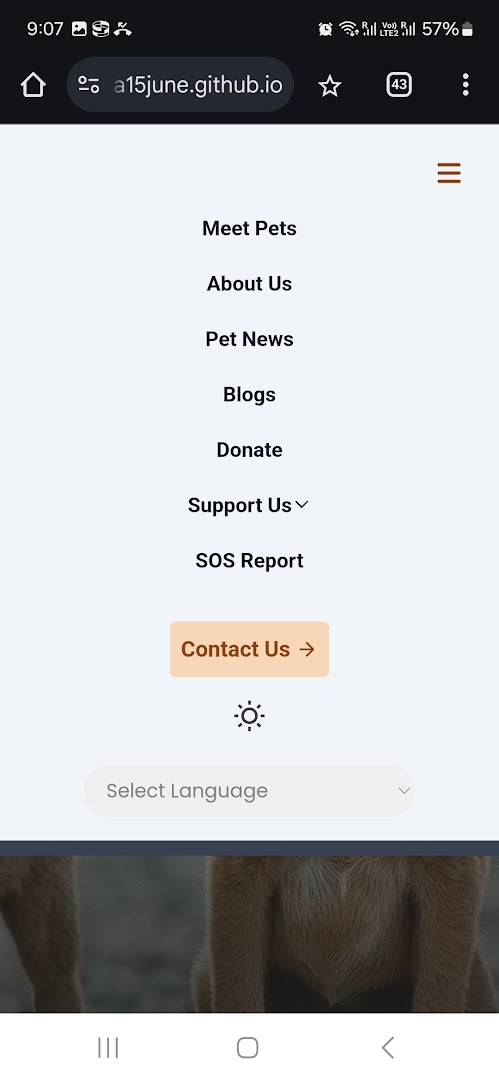 9:07
R Vo)) R
LTE2 57%
a15june.github.io
43
Meet Pets
About Us
Pet News
Blogs
Donate
Support Us
SOS Report
Contact Us →
Select Language